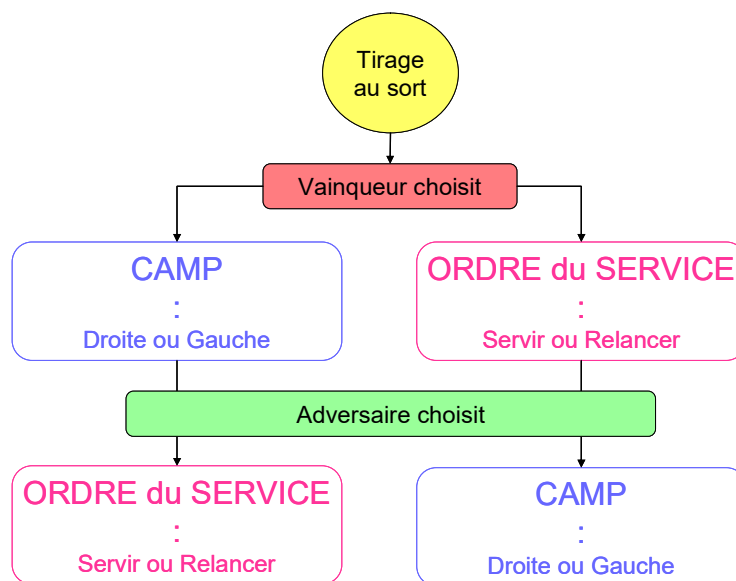 Tirage
au sort
Vainqueur choisit
CAMP
:
Droite ou Gauche
ORDRE du SERVICE
:
Servir ou Relancer
Adversaire choisit
ORDRE du SERVICE
:
Servir ou Relancer
CAMP
:
Droite ou Gauche